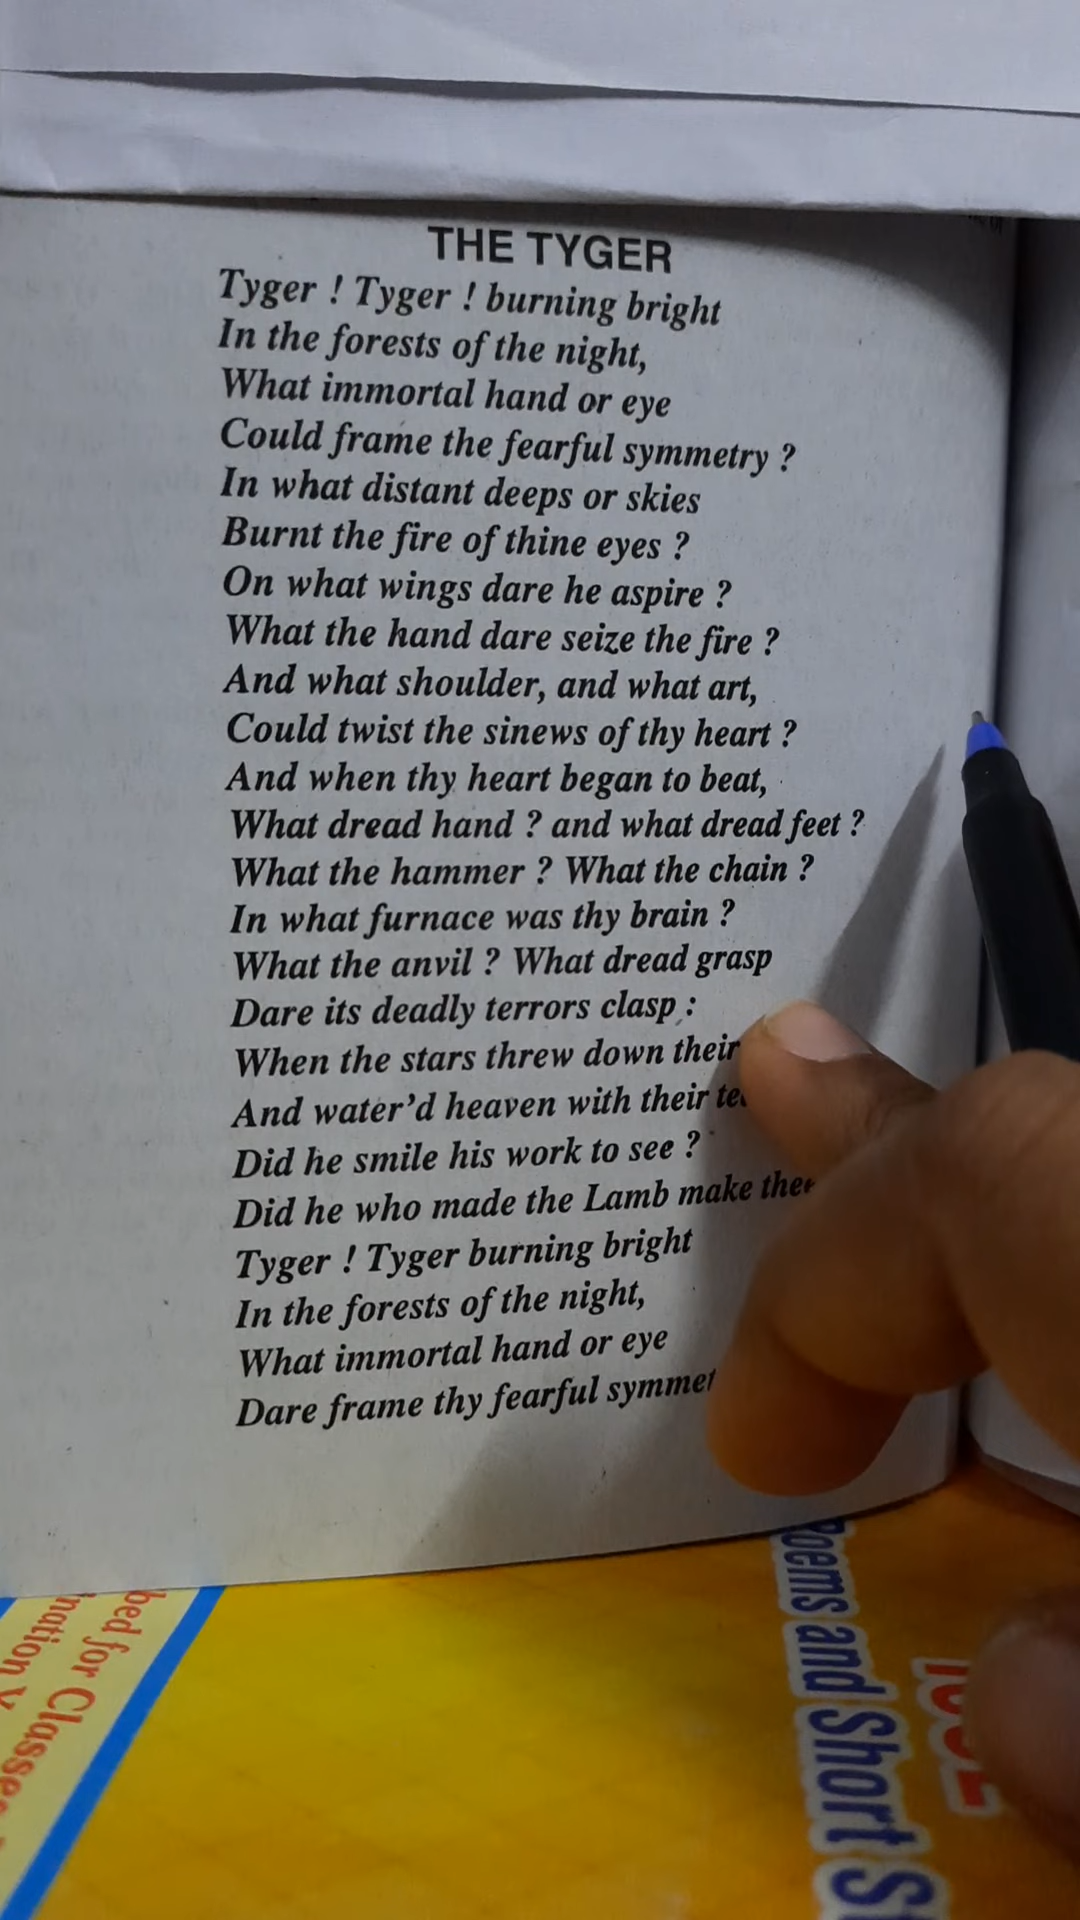 THE TYGER
Tyger ! Tyger ! burning bright
In the forests of the night,
What immortal hand or eye
Could frame the fearful symmetry ?
In what distant deeps or skies
Burnt the fire of thine eyes ?
On what wings dare he aspire ?
What the hand dare seize the fire ?
And what shoulder, and what art,
Could twist the sinews of thy heart ?
And when thy heart began to beat,
What dread hand ? and what dread feet ?
What the hammer ? What the chain ?
In what furnace was thy brain ?
What the anvil ? What dread grasp
Dare its deadly terrors clasp :
When the stars threw down their
And water'd heaven with their
Did he smile his work to see ?
Did he who made the Lamb make
Tyger ! Tyger burning bright
In the forests of the night,
What immortal hand or eye
Dare frame thy fearful
for Classes
Poems and Short